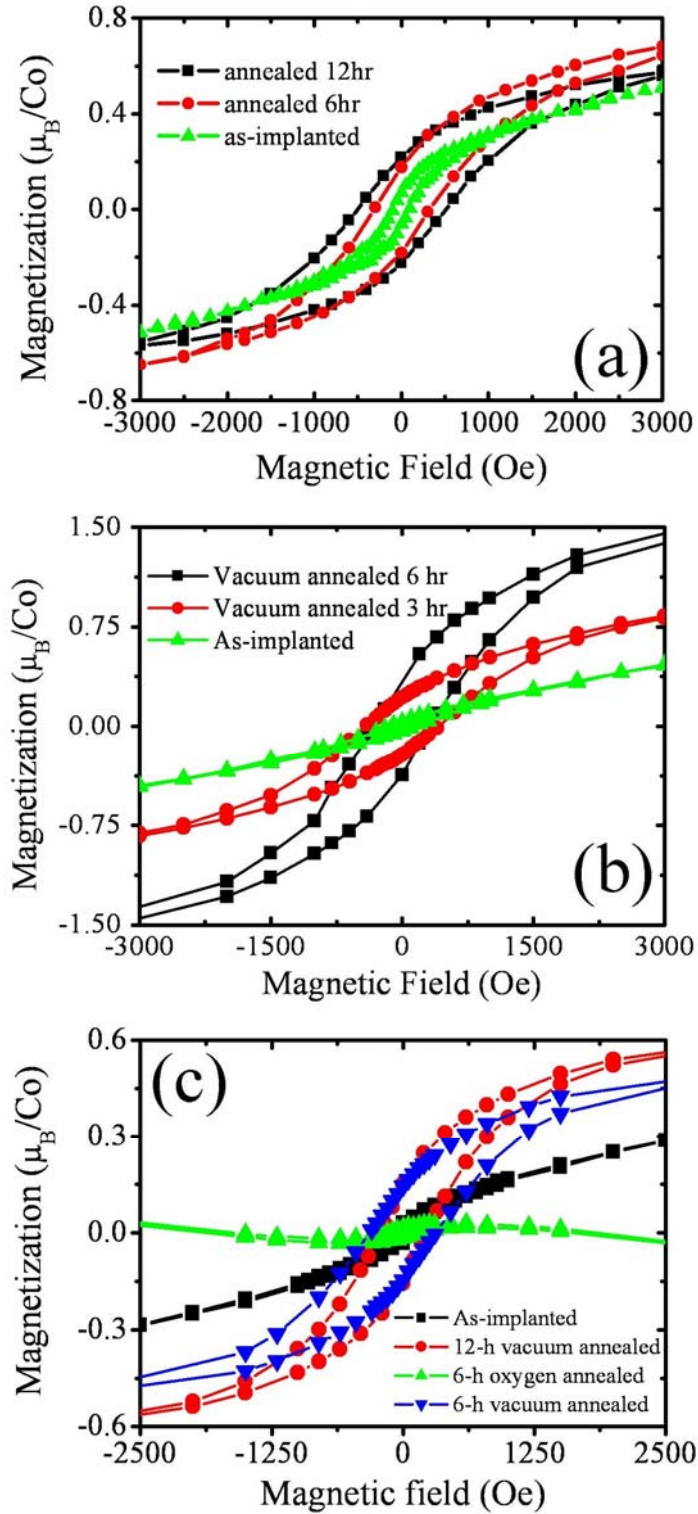 0.8
0.4
0.0
-0.4
-0.8
Magnetization (μB/Co)
annealed 12hr
annealed 6hr
as-implanted
(a)
-3000 -2000 -1000 0 1000 2000 3000
Magnetic Field (Oe)
1.50
0.75
0.00
-0.75
-1.50
Magnetization (μB/Co)
Vacuum annealed 6 hr
Vacuum annealed 3 hr
As-implanted
(b)
-3000 -1500 0 1500 3000
Magnetic Field (Oe)
0.6
0.3
0.0
-0.3
-0.6
Magnetization (μB/Co)
(c)
As-implanted
12-h vacuum annealed
6-h oxygen annealed
6-h vacuum annealed
-2500 -1250 0 1250 2500
Magnetic field (Oe)